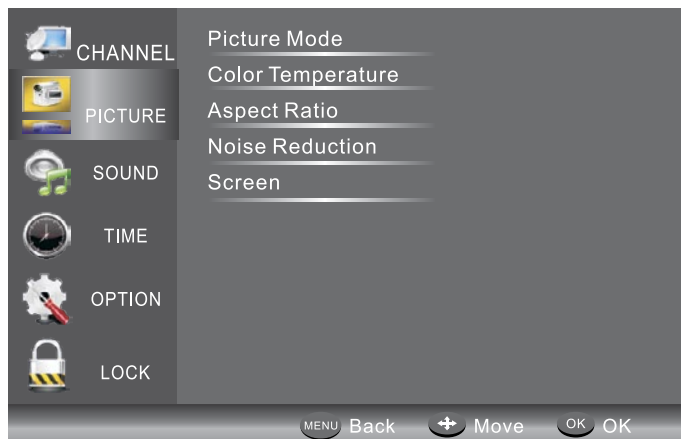 CHANNEL
PICTURE
SOUND
TIME
OPTION
LOCK
Picture Mode
Color Temperature
Aspect Ratio
Noise Reduction
Screen
MENU Back Move OK OK